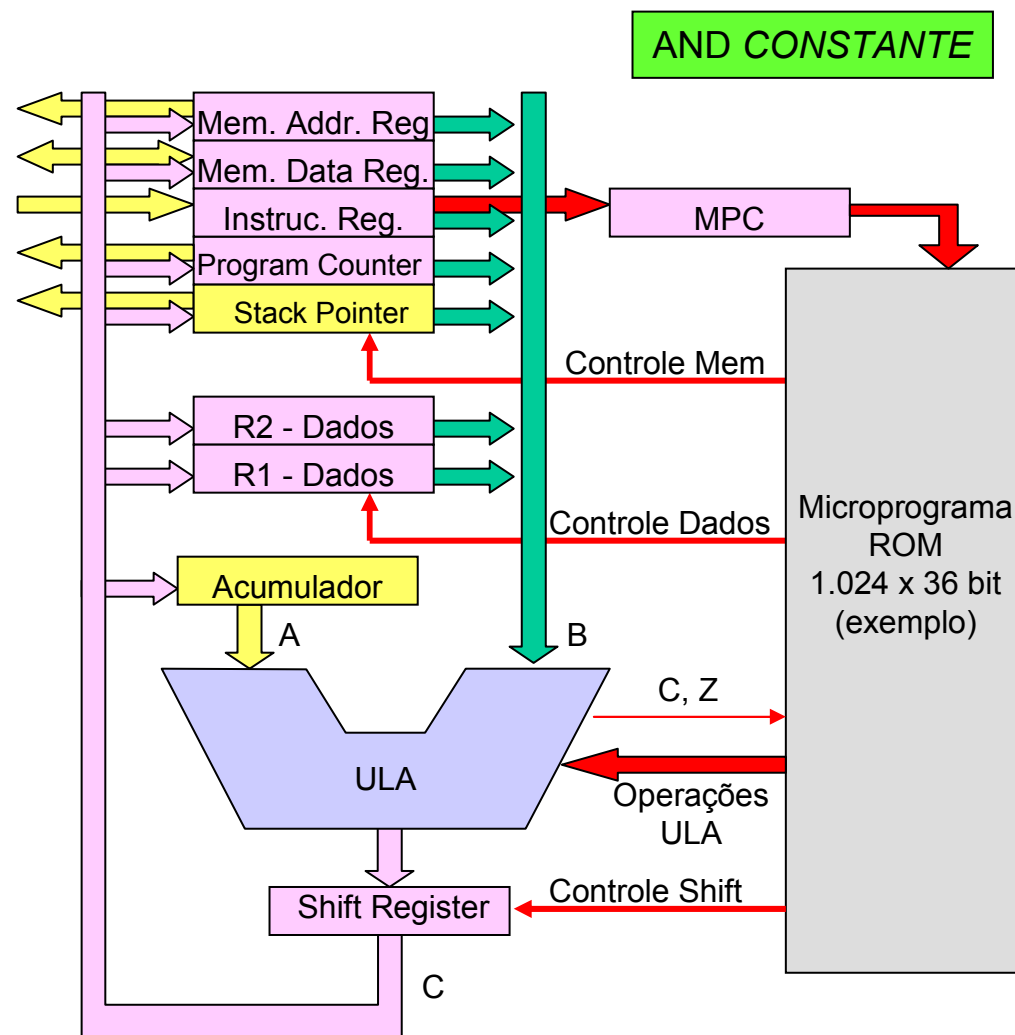 AND CONSTANTE
Mem. Addr. Reg
Mem. Data Reg.
Instruc. Reg.
MPC
Program Counter
Stack Pointer
Controle Mem
R2 - Dados
R1 - Dados
Controle Dados
Microprograma
ROM
1.024 x 36 bit
(exemplo)
Acumulador
A
B
C, Z
ULA
Operações
ULA
Controle Shift
Shift Register
C